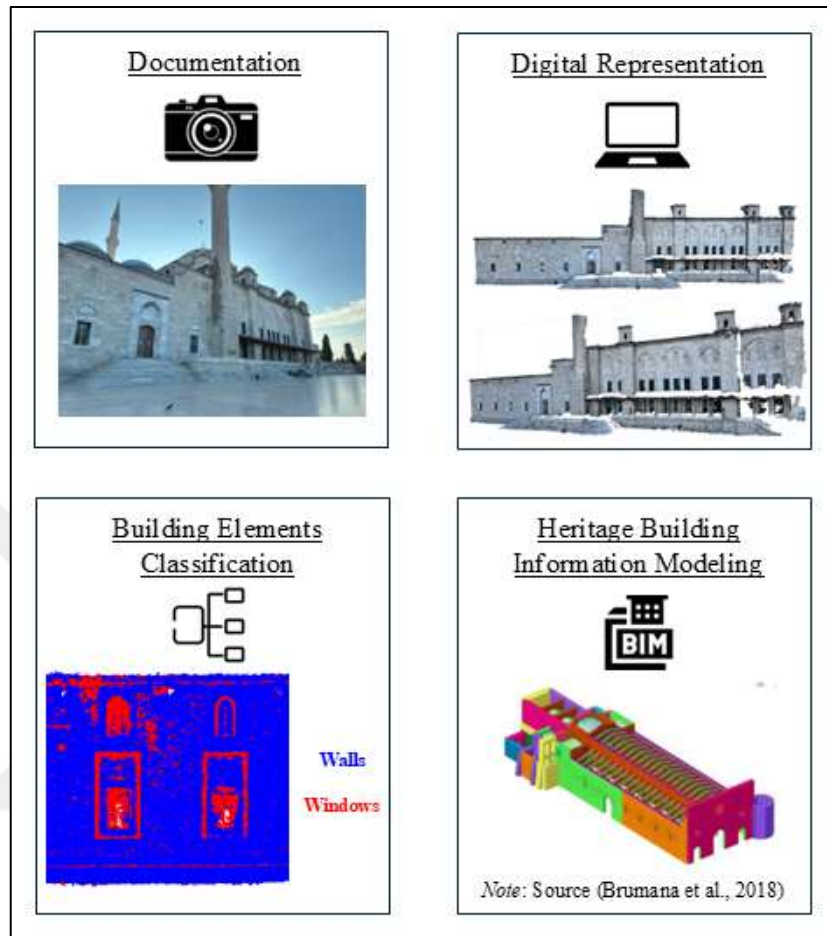 Documentation
Digital Representation
Building Elements
Classification
Walls
Windows
Heritage Building
Information Modeling
BIM
Note: Source (Brumana et al., 2018)